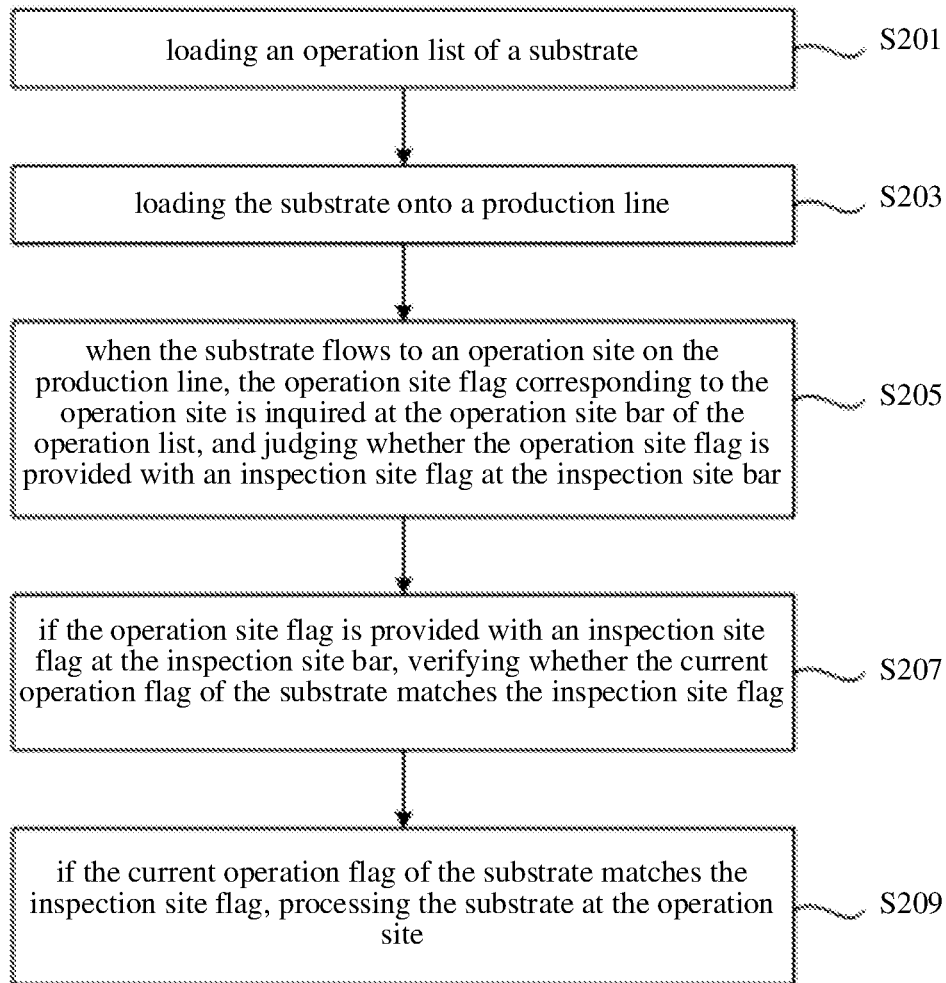 loading an operation list of a substrate
S201
loading the substrate onto a production line
S203
when the substrate flows to an operation site on the
production line, the operation site flag corresponding to the
operation site is inquired at the operation site bar of the
operation list, and judging whether the operation site flag is
provided with an inspection site flag at the inspection site bar
S205
if the operation site flag is provided with an inspection site
flag at the inspection site bar, verifying whether the current
operation flag of the substrate matches the inspection site flag
S207
if the current operation flag of the substrate matches the
inspection site flag, processing the substrate at the operation
site
S209